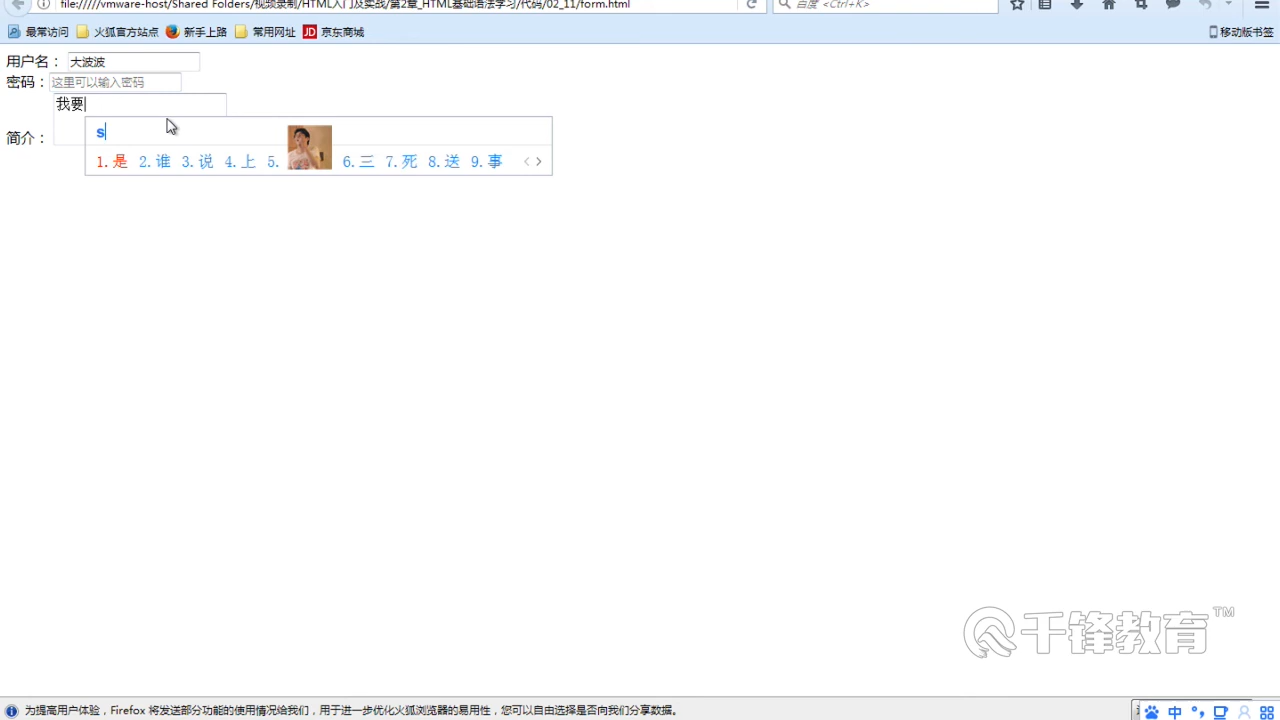 file://///vmware-host/Shared Folders/视频录制/HTML入门及实战/第2章_HTML基础语法学习/代码/02_11/form.html
百度 <Ctrl+K>
最常访问 火狐官方站点 新手上路 常用网址 JD 京东商城 移动版书签
用户名： 大波波
密码： 这里可以输入密码
我要
s
简介：
1.是 2.谁 3.说 4.上 5. 6.三 7.死 8.送 9.事
千锋教育TM
为提高用户体验，Firefox 将发送部分功能的使用情况给我们，用于进一步优化火狐浏览器的易用性，您可以自由选择是否向我们分享数据。
中